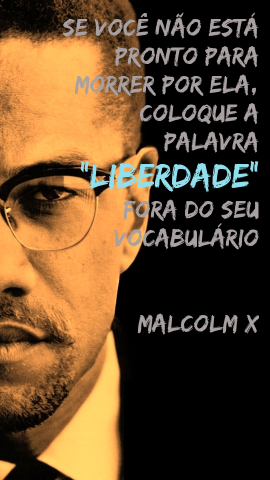 SE VOCÊ NÃO ESTÁ
PRONTO PARA
MORRER POR ELA,
COLOQUE A
PALAVRA
"LIBERDADE"
FORA DO SEU
VOCABULÁRIO
MALCOLM X